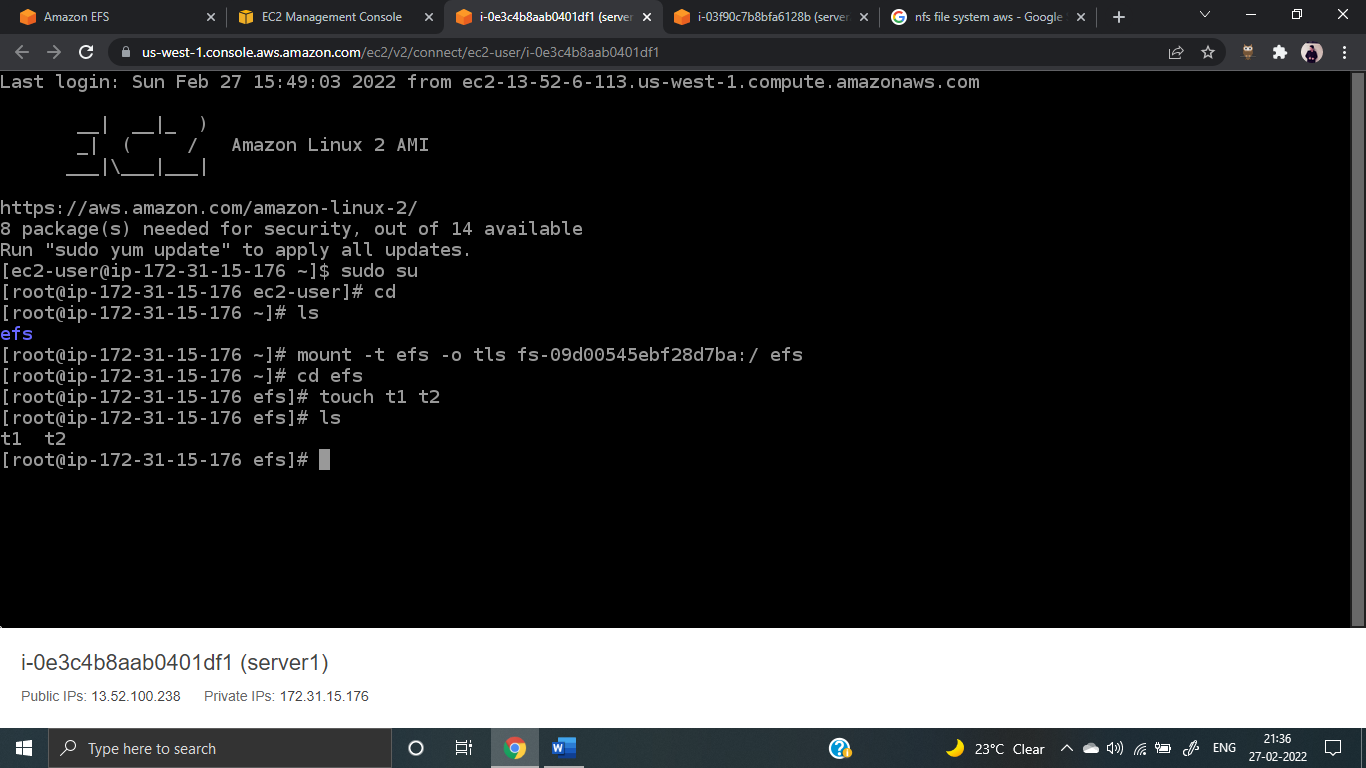 Amazon EFS
EC2 Management Console
i-0e3c4b8aab0401df1 (server
i-03f90c7b8bfa6128b (server
nfs file system aws - Google S
us-west-1.console.aws.amazon.com/ec2/v2/connect/ec2-user/i-0e3c4b8aab0401df1
Last login: Sun Feb 27 15:49:03 2022 from ec2-13-52-6-113.us-west-1.compute.amazonaws.com
       __|  __|_  )
       _|  (     /   Amazon Linux 2 AMI
      ___|\___|___|
https://aws.amazon.com/amazon-linux-2/
8 package(s) needed for security, out of 14 available
Run "sudo yum update" to apply all updates.
[ec2-user@ip-172-31-15-176 ~]$ sudo su
[root@ip-172-31-15-176 ec2-user]# cd
[root@ip-172-31-15-176 ~]# ls
efs
[root@ip-172-31-15-176 ~]# mount -t efs -o tls fs-09d00545ebf28d7ba:/ efs
[root@ip-172-31-15-176 ~]# cd efs
[root@ip-172-31-15-176 efs]# touch t1 t2
[root@ip-172-31-15-176 efs]# ls
t1  t2
[root@ip-172-31-15-176 efs]#
i-0e3c4b8aab0401df1 (server1)
Public IPs: 13.52.100.238 Private IPs: 172.31.15.176
Type here to search
23°C Clear
ENG
21:36
27-02-2022